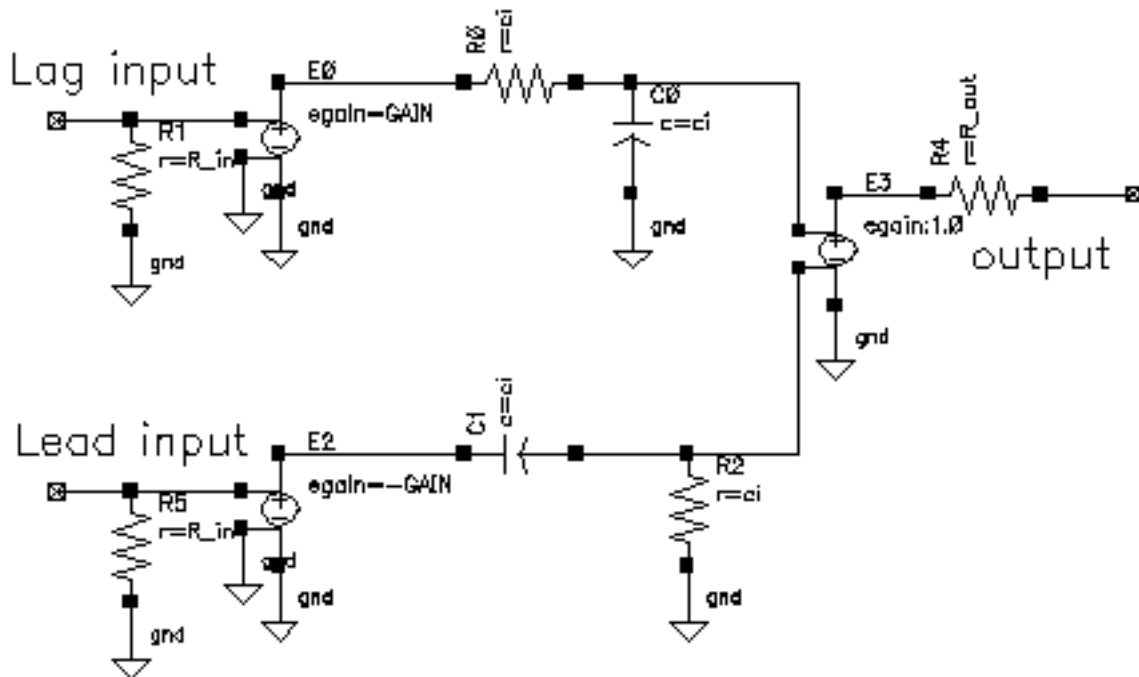 Lag input
E0
egain=GAIN
R1
r=R_in
gnd
gnd
gnd
R0
r=ci
C0
c=ci
gnd
R4
r=R_out
E3
egain:1.0
gnd
output
Lead input
E2
egain=-GAIN
R5
r=R_in
gnd
gnd
gnd
C1
c=ci
R2
r=ci
gnd